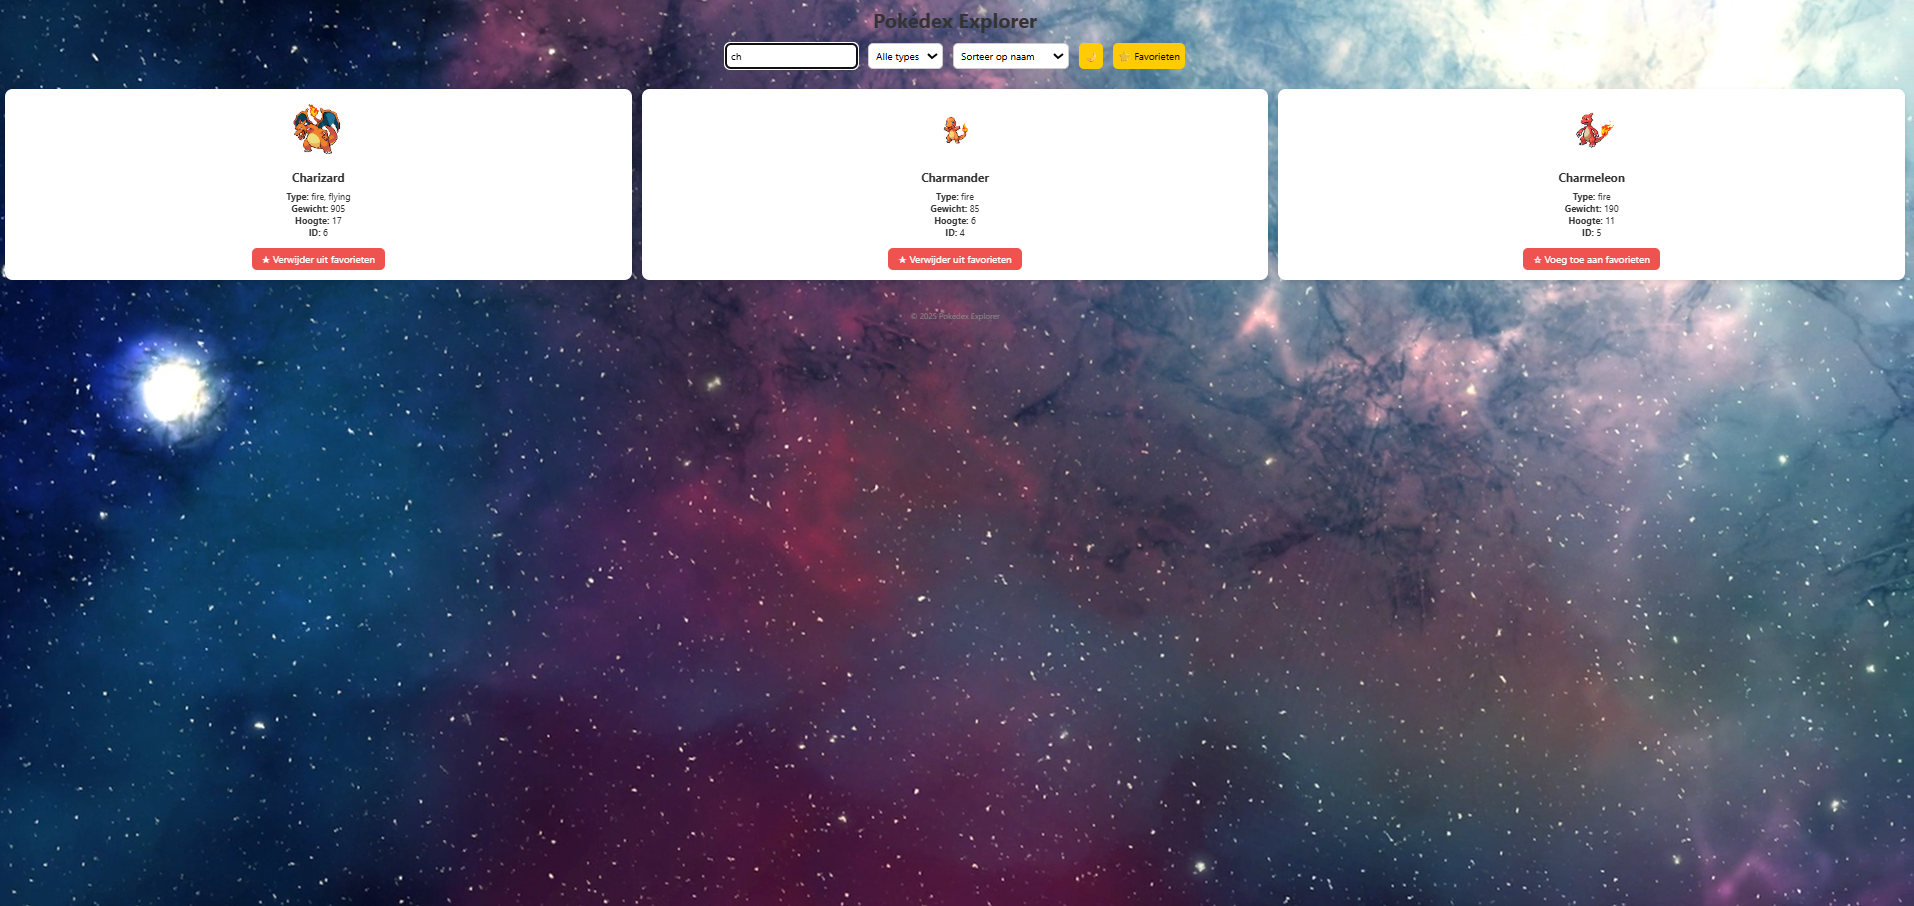 Pokédex Explorer
ch
Alle types
Sorteer op naam
🌙
⭐ Favorieten
Charizard
Type: fire, flying
Gewicht: 905
Hoogte: 17
ID: 6
★ Verwijder uit favorieten
Charmander
Type: fire
Gewicht: 85
Hoogte: 6
ID: 4
★ Verwijder uit favorieten
Charmeleon
Type: fire
Gewicht: 190
Hoogte: 11
ID: 5
☆ Voeg toe aan favorieten
© 2025 Pokédex Explorer